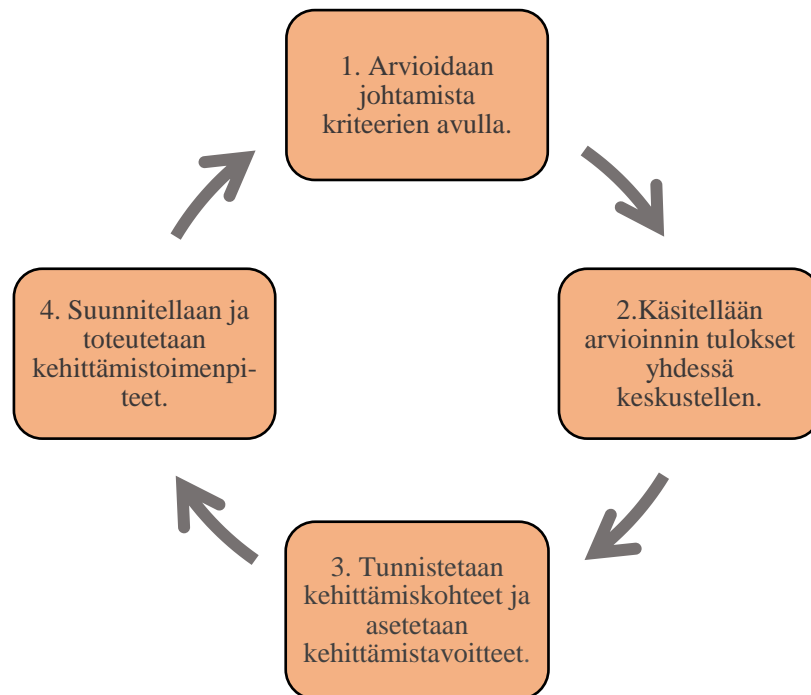 1. Arvioidaan
johtamista
kriteerien avulla.
2.Käsitellään
arvioinnin tulokset
yhdessä
keskustellen.
3. Tunnistetaan
kehittämiskohteet ja
asetetaan
kehittämistavoitteet.
4. Suunnitellaan ja
toteutetaan
kehittämistoimenpi-
teet.